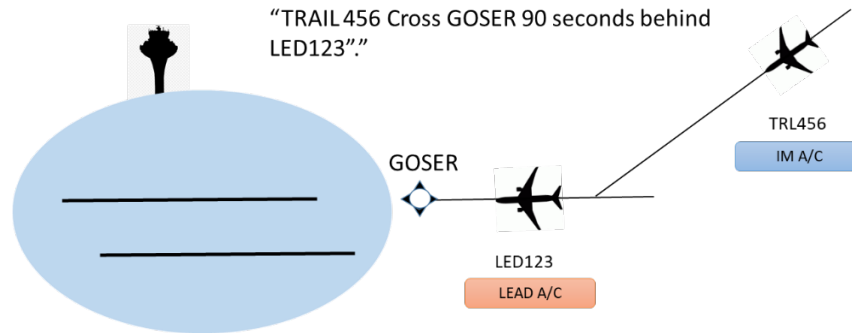 “TRAIL 456 Cross GOSER 90 seconds behind
LED123”.”
GOSER
TRL456
IM A/C
LED123
LEAD A/C